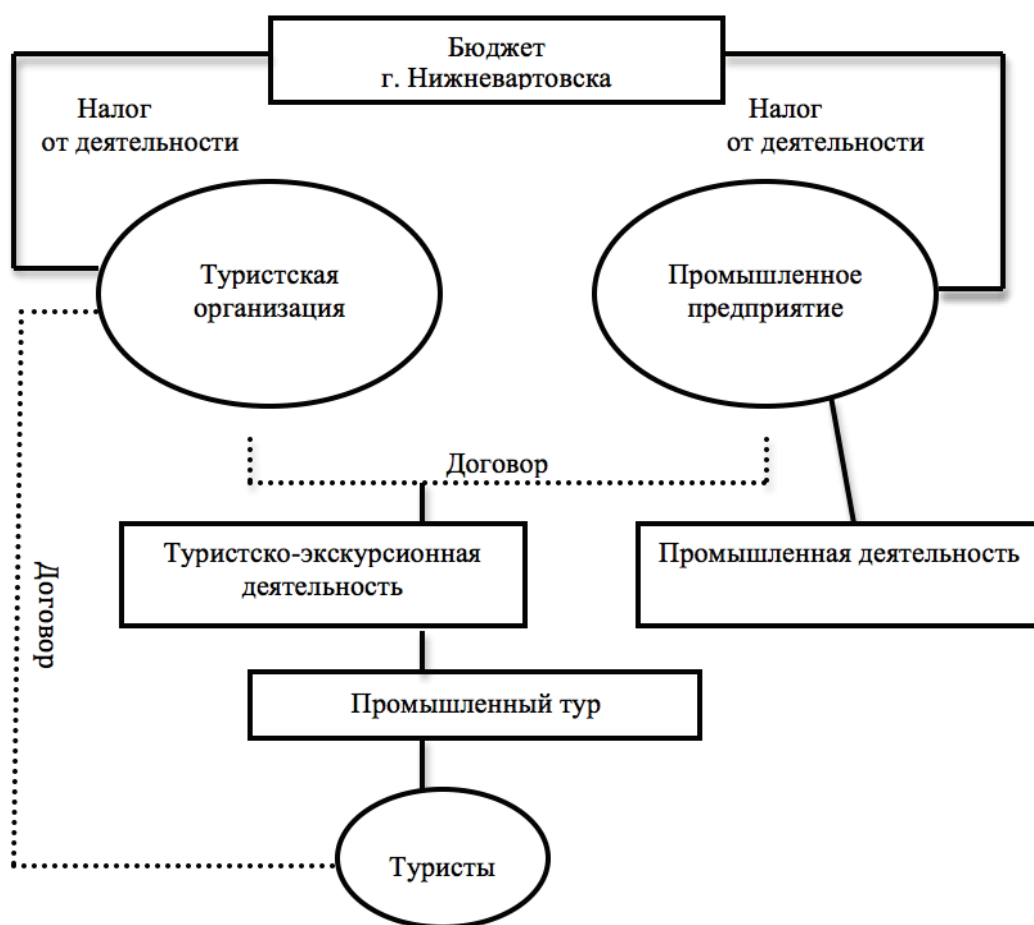 Бюджет
г. Нижневартовска
Налог
от деятельности
Налог
от деятельности
Туристская
организация
Промышленное
предприятие
Договор
Туристско-экскурсионная
деятельность
Промышленная деятельность
Договор
Промышленный тур
Туристы